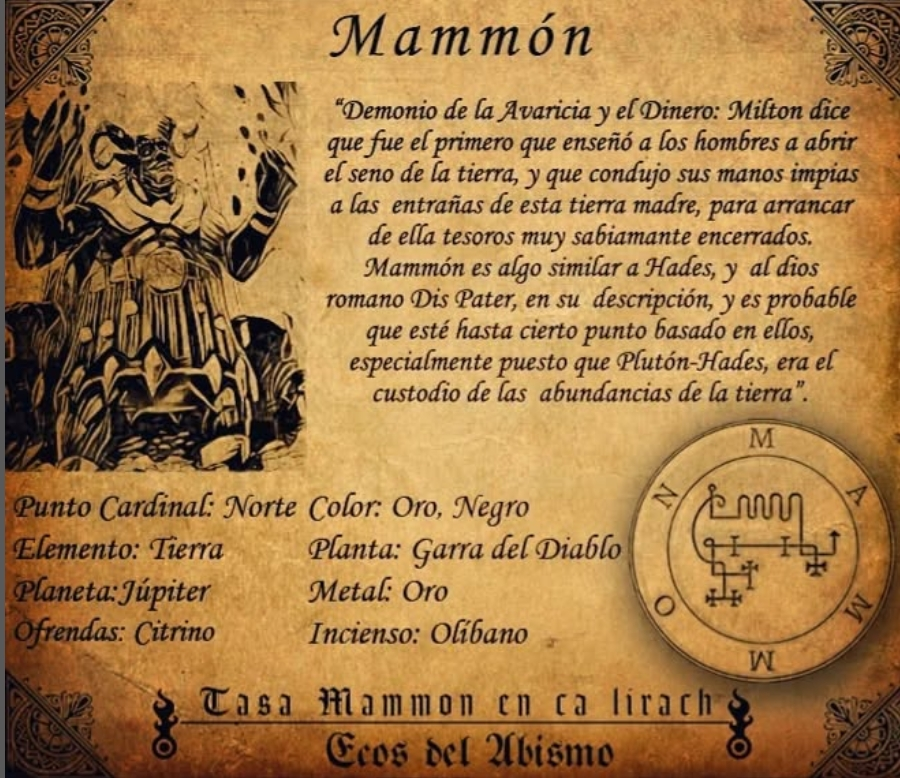 Mammón
“Demonio de la Avaricia y el Dinero: Milton dice
que fue el primero que enseñó a los hombres a abrir
el seno de la tierra, y que condujo sus manos impias
a las entrañas de esta tierra madre, para arrancar
de ella tesoros muy sabiamante encerrados.
Mammón es algo similar a Hades, y al dios
romano Dis Pater, en su descripción, y es probable
que esté hasta cierto punto basado en ellos,
especialmente puesto que Plutón-Hades, era el
custodio de las abundancias de la tierra”.
Punto Cardinal: Norte Color: Oro, Negro
Elemento: Tierra Planta: Garra del Diablo
Planeta:Júpiter Metal: Oro
Ofrendas: Citrino Incienso: Olíbano
M A M M O N
Tasa Mammon en ca lirach
Ecos del Abismo